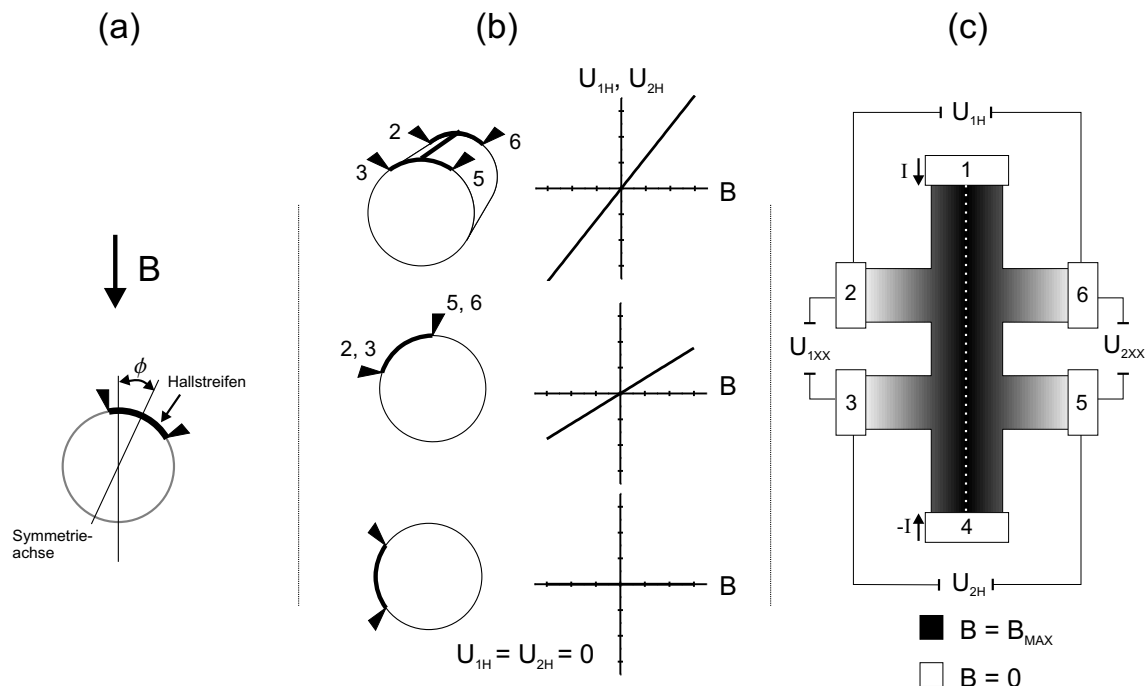 (a)
B
ϕ
Hallstreifen
Symmetrie-
achse
(b)
U1H, U2H
2
6
3
5
B
5, 6
2, 3
B
B
U1H = U2H = 0
(c)
U1H
I
1
2
6
U1XX
U2XX
3
5
-I
4
U2H
B = BMAX
B = 0